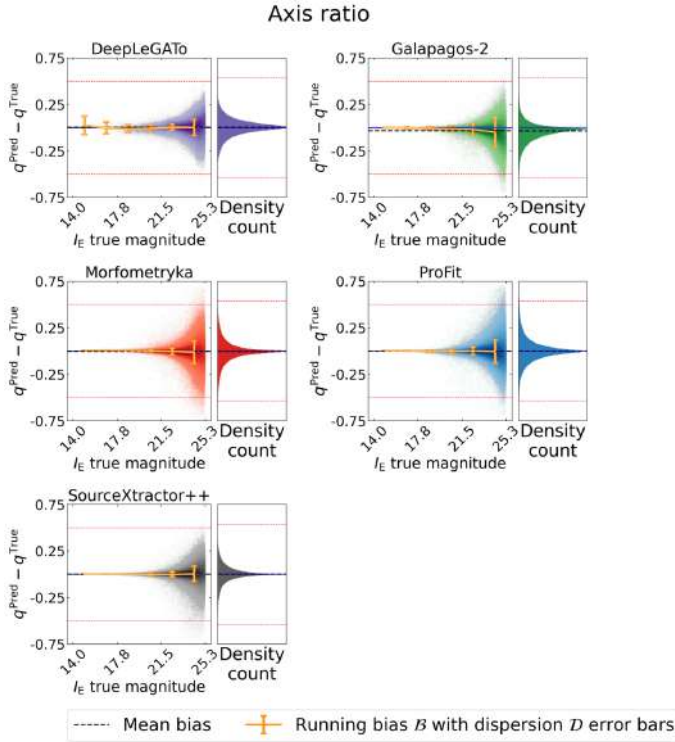 Axis ratio
DeepLeGATo
Galapagos-2
0.75
0.25
-0.25
-0.75
q^Pred − q^True
14.0
17.8
21.5
25.3
I_E true magnitude
Density
count
0.75
0.25
-0.25
-0.75
q^Pred − q^True
14.0
17.8
21.5
25.3
I_E true magnitude
Density
count
Morfometryka
ProFit
0.75
0.25
-0.25
-0.75
q^Pred − q^True
14.0
17.8
21.5
25.3
I_E true magnitude
Density
count
0.75
0.25
-0.25
-0.75
q^Pred − q^True
14.0
17.8
21.5
25.3
I_E true magnitude
Density
count
SourceXtractor++
0.75
0.25
-0.25
-0.75
q^Pred − q^True
14.0
17.8
21.5
25.3
I_E true magnitude
Density
count
Mean bias
Running bias B with dispersion D error bars